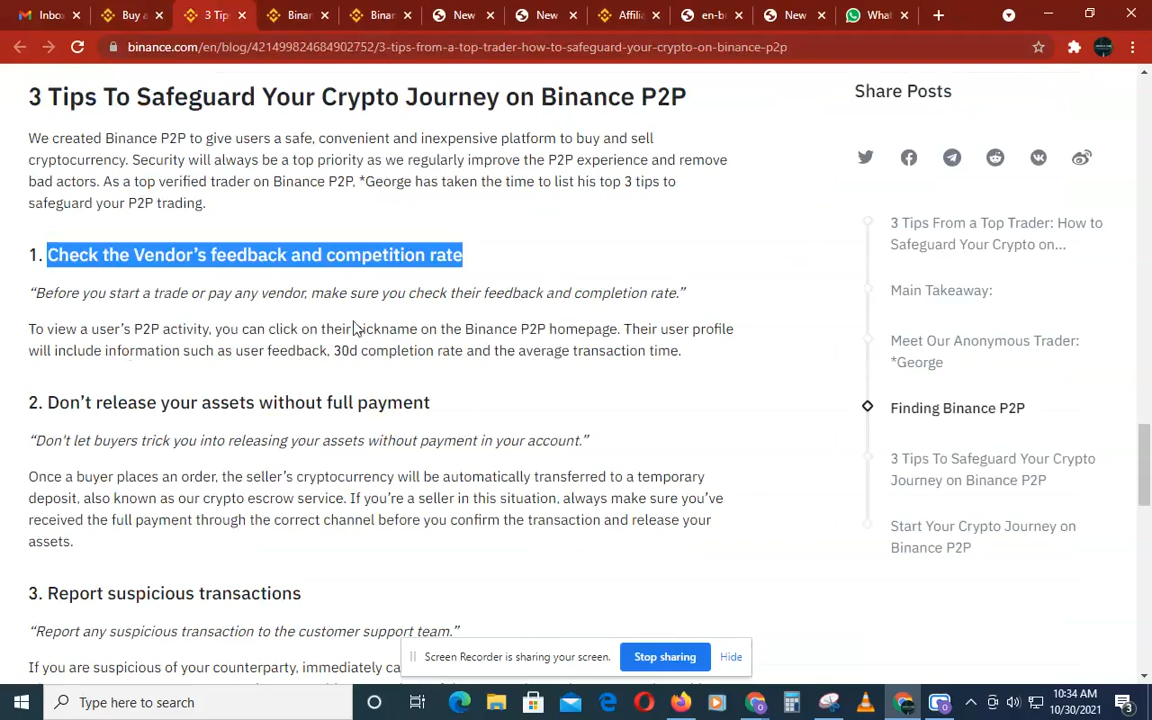 Inbox
Buy a
3 Tip
Binan
Binan
New
New
Affilia
en-b
New
What
binance.com/en/blog/421499824684902752/3-tips-from-a-top-trader-how-to-safeguard-your-crypto-on-binance-p2p
3 Tips To Safeguard Your Crypto Journey on Binance P2P
We created Binance P2P to give users a safe, convenient and inexpensive platform to buy and sell
cryptocurrency. Security will always be a top priority as we regularly improve the P2P experience and remove
bad actors. As a top verified trader on Binance P2P, *George has taken the time to list his top 3 tips to
safeguard your P2P trading.
1. Check the Vendor’s feedback and competition rate
“Before you start a trade or pay any vendor, make sure you check their feedback and completion rate.”
To view a user’s P2P activity, you can click on their nickname on the Binance P2P homepage. Their user profile
will include information such as user feedback, 30d completion rate and the average transaction time.
2. Don’t release your assets without full payment
“Don't let buyers trick you into releasing your assets without payment in your account.”
Once a buyer places an order, the seller’s cryptocurrency will be automatically transferred to a temporary
deposit, also known as our crypto escrow service. If you’re a seller in this situation, always make sure you’ve
received the full payment through the correct channel before you confirm the transaction and release your
assets.
3. Report suspicious transactions
“Report any suspicious transaction to the customer support team.”
If you are suspicious of your counterparty, immediately ca
Share Posts
3 Tips From a Top Trader: How to
Safeguard Your Crypto on...
Main Takeaway:
Meet Our Anonymous Trader:
*George
Finding Binance P2P
3 Tips To Safeguard Your Crypto
Journey on Binance P2P
Start Your Crypto Journey on
Binance P2P
Screen Recorder is sharing your screen.
Stop sharing
Hide
Type here to search
10:34 AM
10/30/2021
3